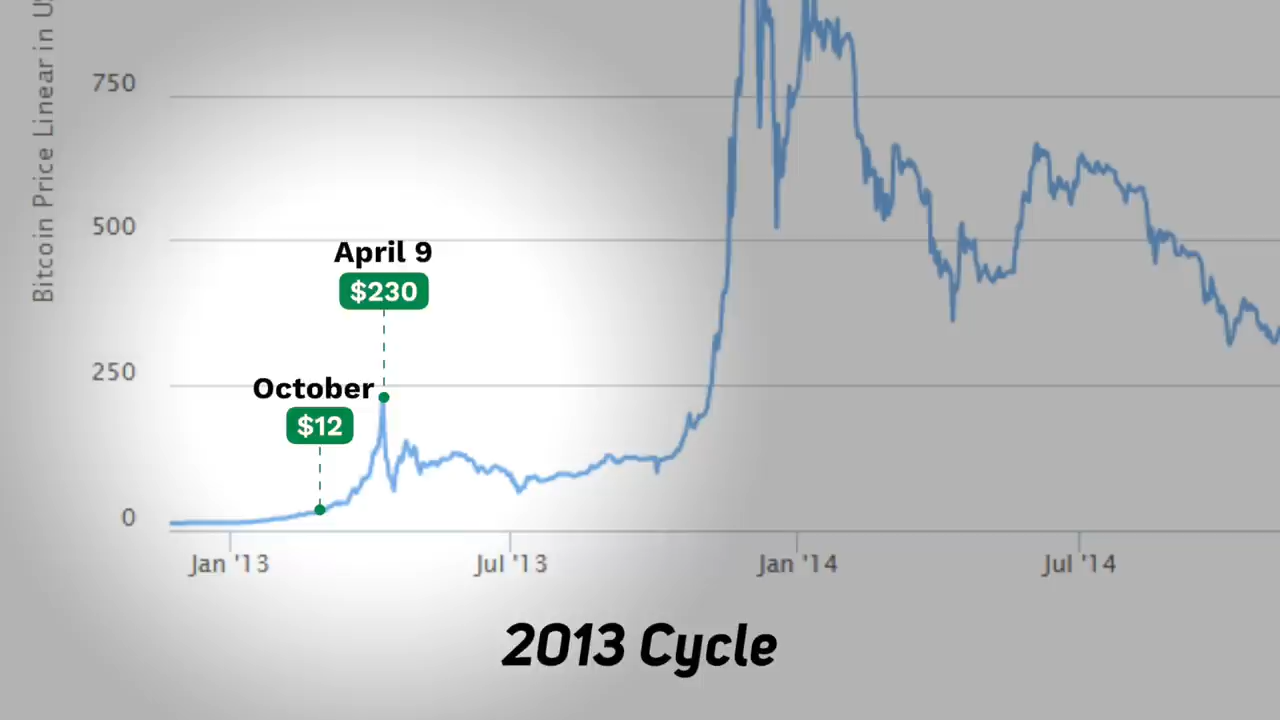 Bitcoin Price Linear in US
750
500
250
0
April 9
$230
October
$12
Jan '13
Jul '13
Jan '14
Jul '14
2013 Cycle